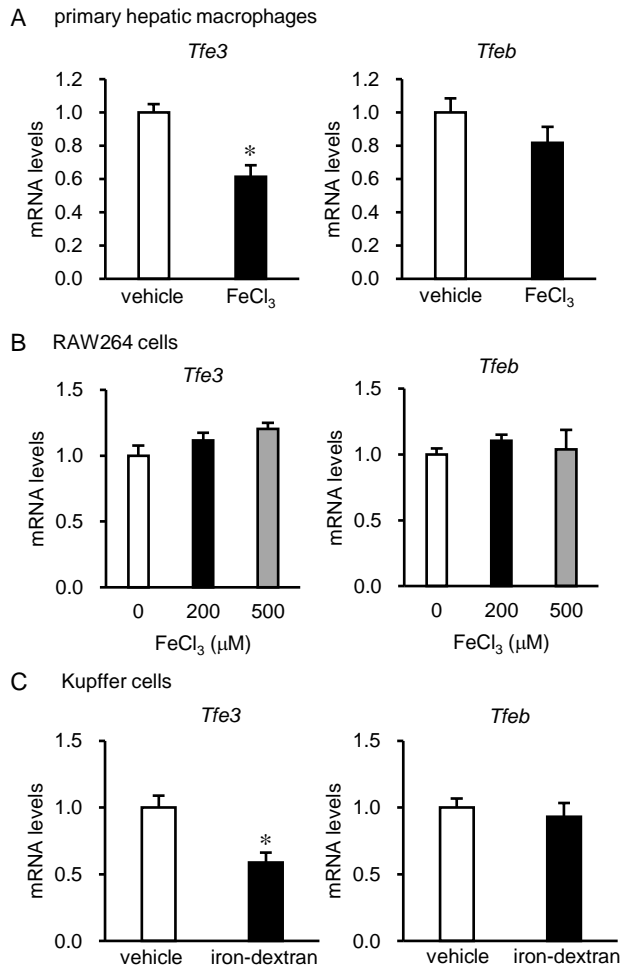 A primary hepatic macrophages
Tfe3
Tfeb
mRNA levels
1.2
1.0
0.8
0.6
0.4
0.2
0.0
*
vehicle FeCl₃
mRNA levels
1.2
1.0
0.8
0.6
0.4
0.2
0.0
vehicle FeCl₃
B RAW264 cells
Tfe3
Tfeb
mRNA levels
1.5
1.0
0.5
0.0
0 200 500
FeCl₃ (μM)
mRNA levels
1.5
1.0
0.5
0.0
0 200 500
FeCl₃ (μM)
C Kupffer cells
Tfe3
Tfeb
mRNA levels
1.5
1.0
0.5
0.0
*
vehicle iron-dextran
mRNA levels
1.5
1.0
0.5
0.0
vehicle iron-dextran